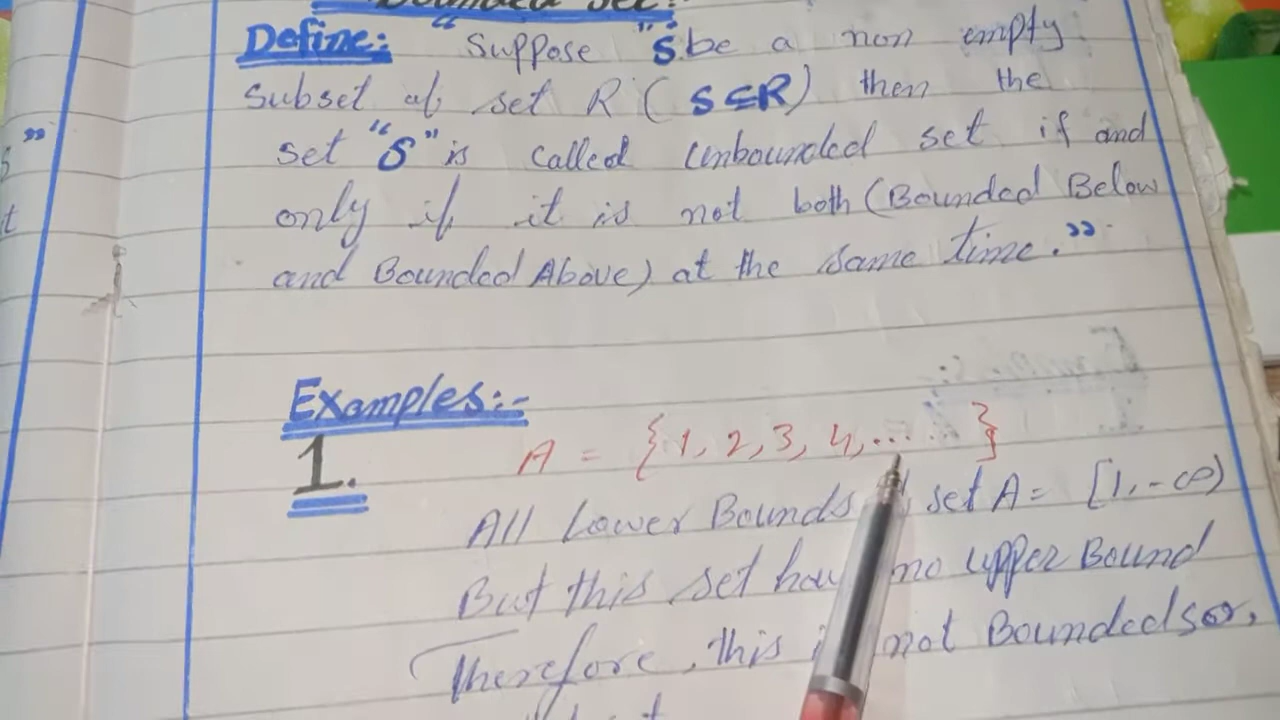 Bounded Set:
Define: "Suppose "S" be a non empty
subset of set R (S⊆R) then the
set "S" is called Unbounded set if and
only if it is not both (Bounded Below
and Bounded Above) at the same time."
Examples:-
1. A = {1, 2, 3, 4, ... }
All Lower Bounds set A = [1, -∞)
But this set no upper Bound
Therefore, this not Bounded so,